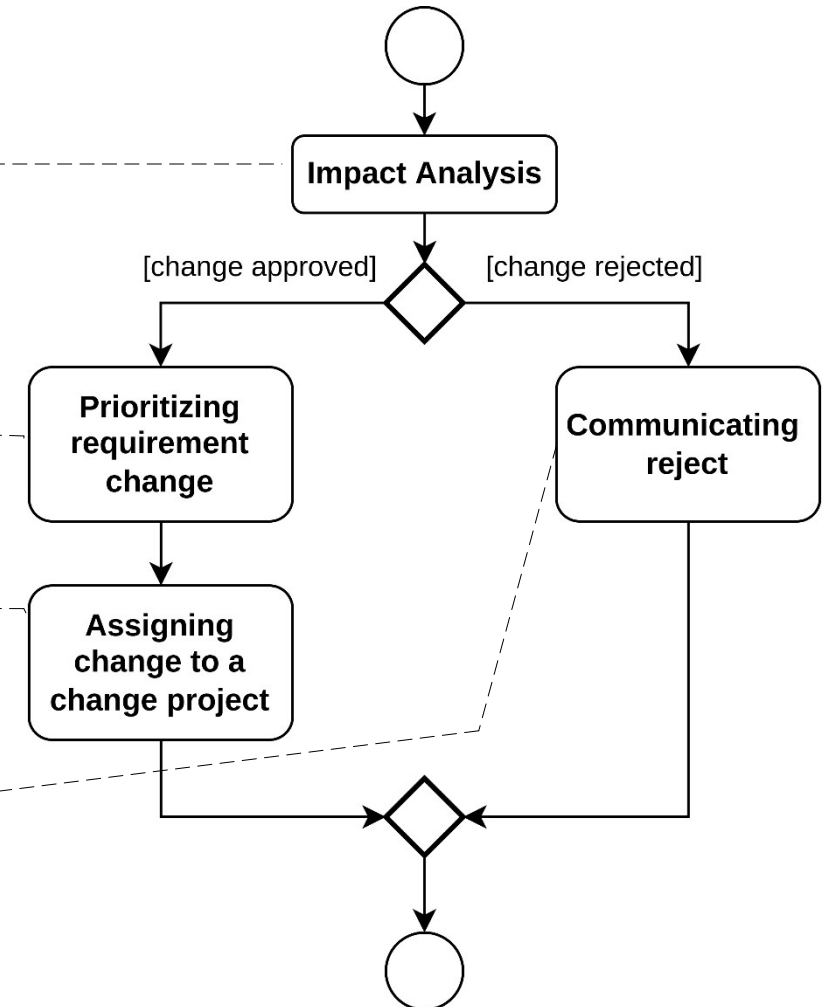 Impact Analysis
[change approved]
[change rejected]
Prioritizing
requirement
change
Communicating
reject
Assigning
change to a
change project